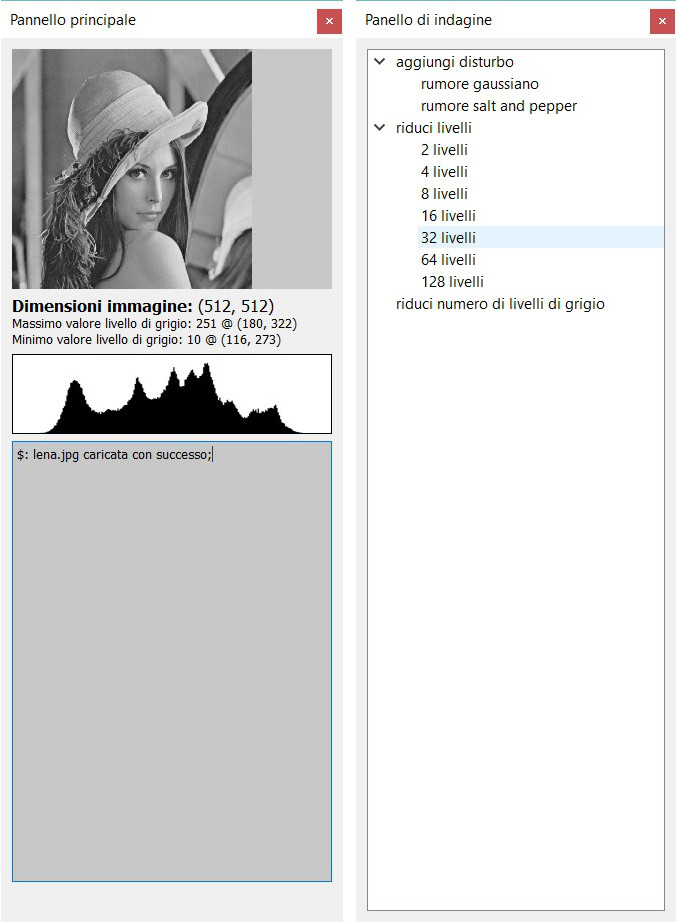 Pannello principale
Dimensioni immagine: (512, 512)
Massimo valore livello di grigio: 251 @ (180, 322)
Minimo valore livello di grigio: 10 @ (116, 273)
$: lena.jpg caricata con successo;
Panello di indagine
aggiungi disturbo
rumore gaussiano
rumore salt and pepper
riduci livelli
2 livelli
4 livelli
8 livelli
16 livelli
32 livelli
64 livelli
128 livelli
riduci numero di livelli di grigio